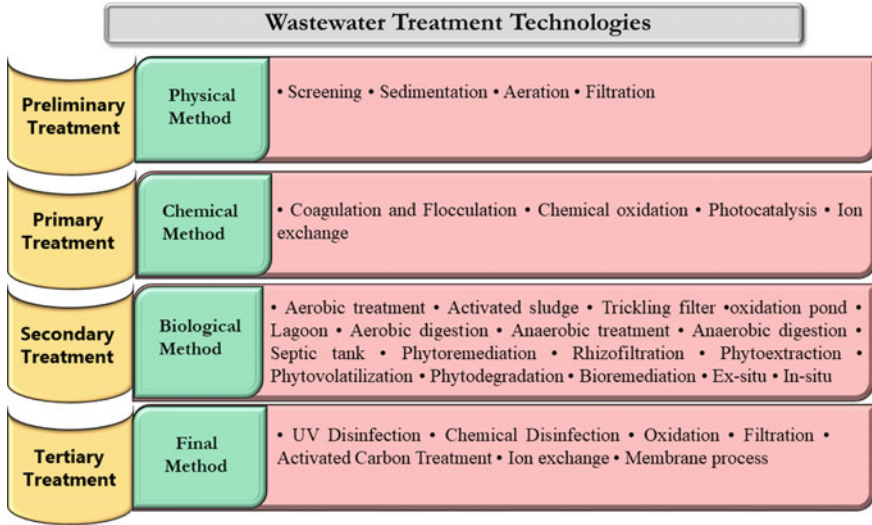 Wastewater Treatment Technologies
Preliminary
Treatment
Physical
Method
• Screening • Sedimentation • Aeration • Filtration
Primary
Treatment
Chemical
Method
• Coagulation and Flocculation • Chemical oxidation • Photocatalysis • Ion
exchange
Secondary
Treatment
Biological
Method
• Aerobic treatment • Activated sludge • Trickling filter •oxidation pond •
Lagoon • Aerobic digestion • Anaerobic treatment • Anaerobic digestion •
Septic tank • Phytoremediation • Rhizofiltration • Phytoextraction •
Phytovolatilization • Phytodegradation • Bioremediation • Ex-situ • In-situ
Tertiary
Treatment
Final
Method
• UV Disinfection • Chemical Disinfection • Oxidation • Filtration •
Activated Carbon Treatment • Ion exchange • Membrane process